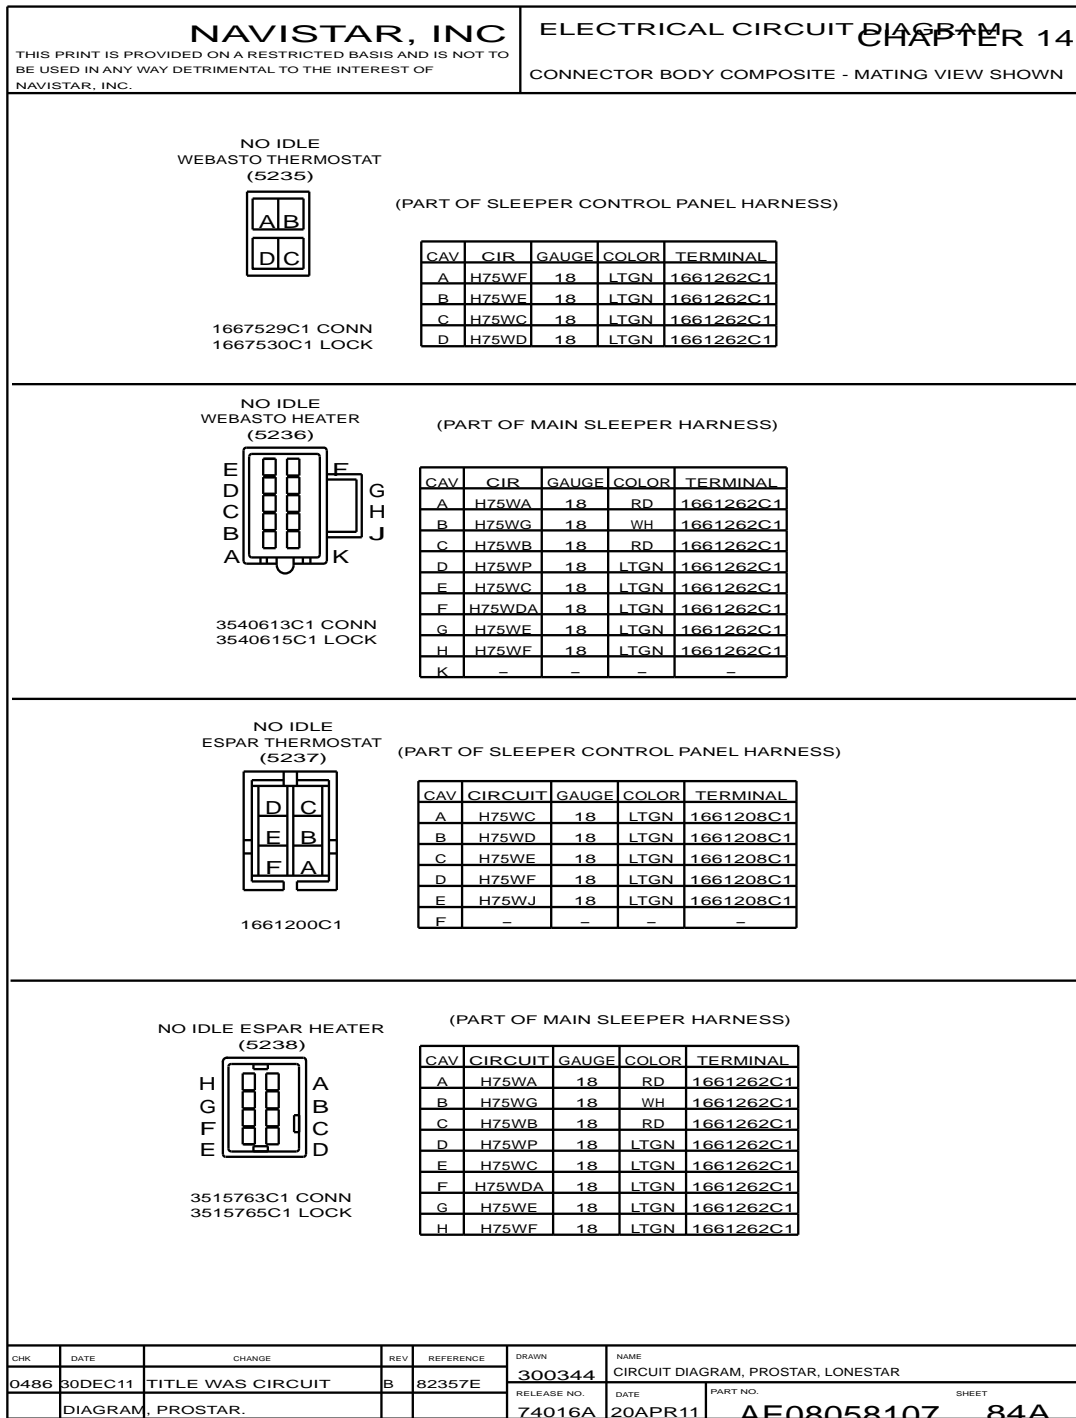 NAVISTAR, INC
THIS PRINT IS PROVIDED ON A RESTRICTED BASIS AND IS NOT TO
BE USED IN ANY WAY DETRIMENTAL TO THE INTEREST OF
NAVISTAR, INC.
ELECTRICAL CIRCUIT DIAGRAM
CHAPTER 14
CONNECTOR BODY COMPOSITE - MATING VIEW SHOWN
NO IDLE
WEBASTO THERMOSTAT
(5235)
A B
D C
1667529C1 CONN
1667530C1 LOCK
(PART OF SLEEPER CONTROL PANEL HARNESS)
CAV CIR GAUGE COLOR TERMINAL
A H75WF 18 LTGN 1661262C1
B H75WE 18 LTGN 1661262C1
C H75WC 18 LTGN 1661262C1
D H75WD 18 LTGN 1661262C1
NO IDLE
WEBASTO HEATER
(5236)
E F
D G
C H
B J
A K
3540613C1 CONN
3540615C1 LOCK
(PART OF MAIN SLEEPER HARNESS)
CAV CIR GAUGE COLOR TERMINAL
A H75WA 18 RD 1661262C1
B H75WG 18 WH 1661262C1
C H75WB 18 RD 1661262C1
D H75WP 18 LTGN 1661262C1
E H75WC 18 LTGN 1661262C1
F H75WDA 18 LTGN 1661262C1
G H75WE 18 LTGN 1661262C1
H H75WF 18 LTGN 1661262C1
K – – – –
NO IDLE
ESPAR THERMOSTAT
(5237)
D C
E B
F A
1661200C1
(PART OF SLEEPER CONTROL PANEL HARNESS)
CAV CIRCUIT GAUGE COLOR TERMINAL
A H75WC 18 LTGN 1661208C1
B H75WD 18 LTGN 1661208C1
C H75WE 18 LTGN 1661208C1
D H75WF 18 LTGN 1661208C1
E H75WJ 18 LTGN 1661208C1
F – – – –
NO IDLE ESPAR HEATER
(5238)
H A
G B
F C
E D
3515763C1 CONN
3515765C1 LOCK
(PART OF MAIN SLEEPER HARNESS)
CAV CIRCUIT GAUGE COLOR TERMINAL
A H75WA 18 RD 1661262C1
B H75WG 18 WH 1661262C1
C H75WB 18 RD 1661262C1
D H75WP 18 LTGN 1661262C1
E H75WC 18 LTGN 1661262C1
F H75WDA 18 LTGN 1661262C1
G H75WE 18 LTGN 1661262C1
H H75WF 18 LTGN 1661262C1
CHK DATE CHANGE REV REFERENCE
0486 30DEC11 TITLE WAS CIRCUIT B 82357E
DIAGRAM, PROSTAR.
DRAWN
300344
NAME
CIRCUIT DIAGRAM, PROSTAR, LONESTAR
RELEASE NO.
74016A
DATE
20APR11
PART NO.
AE08058107
SHEET
84A